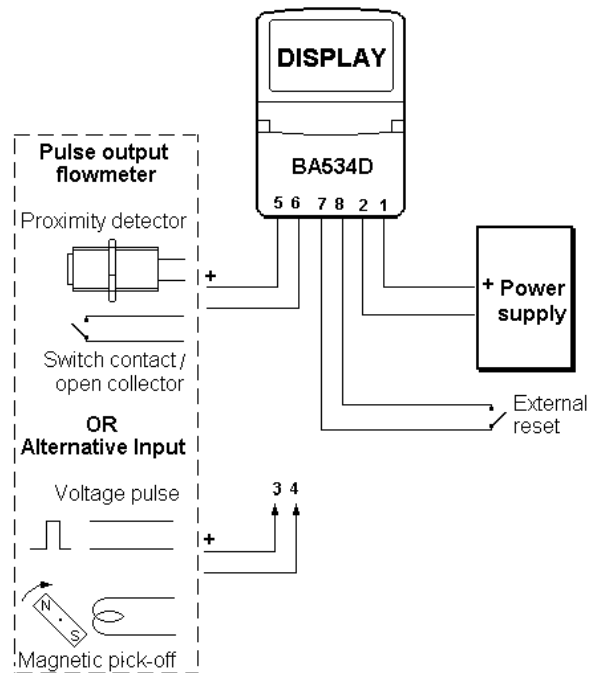 DISPLAY
BA534D
5 6 7 8 2 1
Pulse output
flowmeter
Proximity detector
+
Switch contact /
open collector
OR
Alternative Input
Voltage pulse
+
N
S
Magnetic pick-off
3 4
+ Power
supply
External
reset